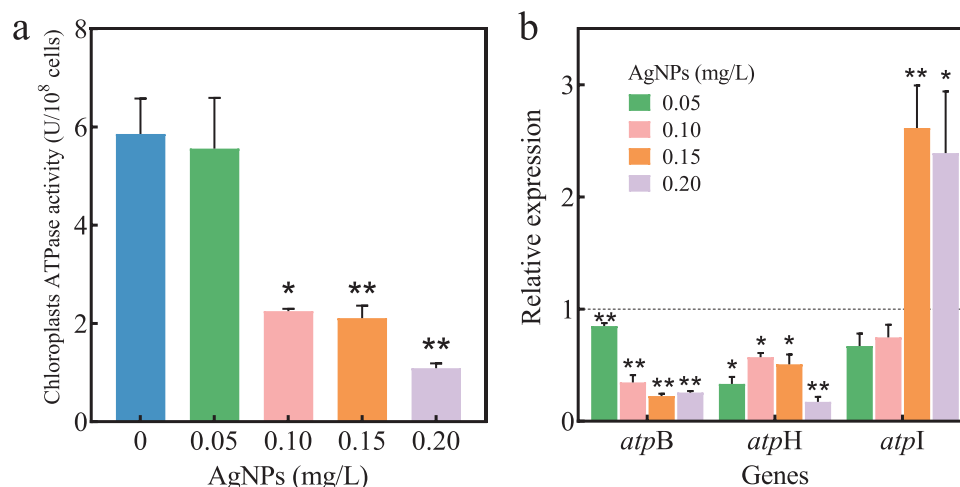 a
Chloroplasts ATPase activity (U/10⁸ cells)
8
6
4
2
0
*
**
**
0 0.05 0.10 0.15 0.20
AgNPs (mg/L)
b
Relative expression
3
2
1
0
AgNPs (mg/L)
0.05
0.10
0.15
0.20
** *
** ** ** **
* * * **
atpB atpH atpI
Genes